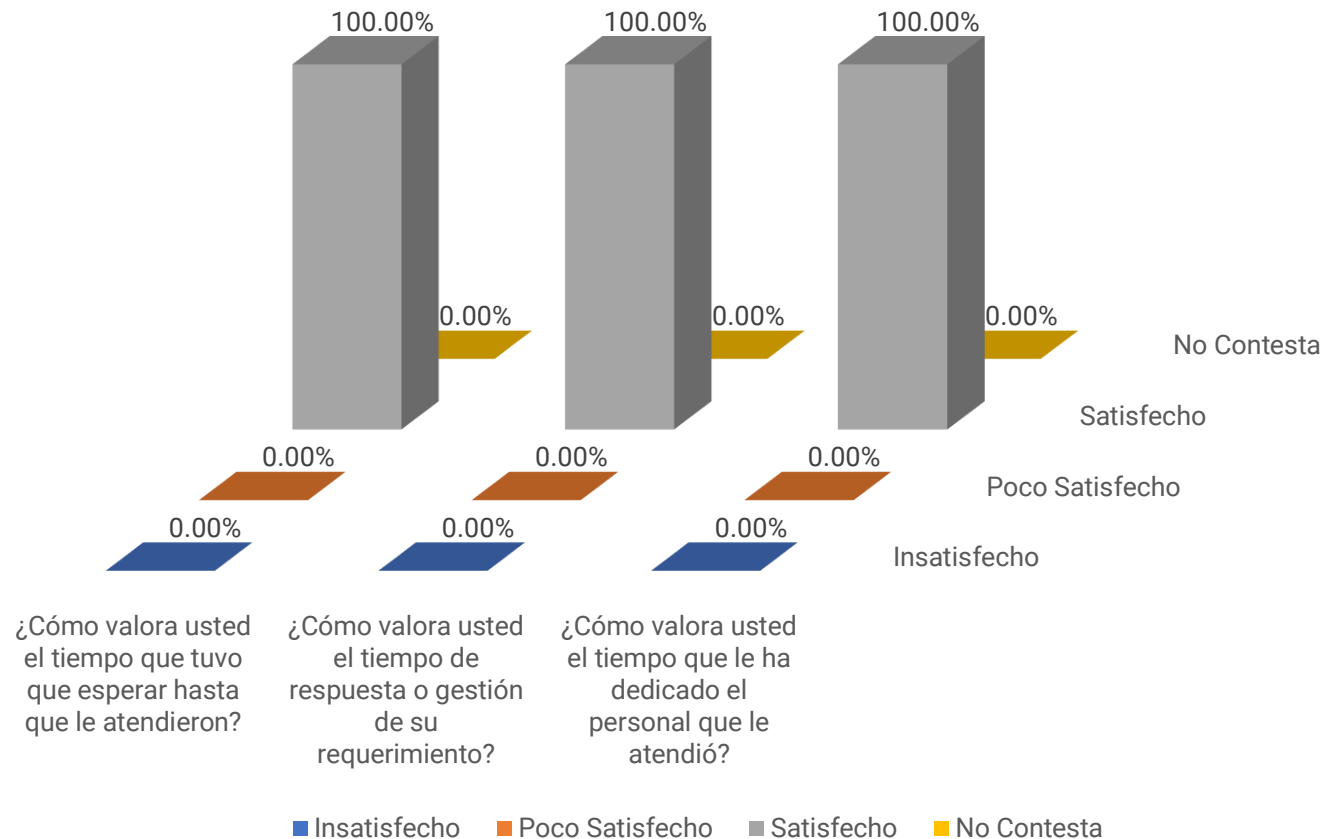 100.00%
100.00%
100.00%
0.00%
0.00%
0.00%
No Contesta
Satisfecho
0.00%
0.00%
0.00%
Poco Satisfecho
0.00%
0.00%
0.00%
Insatisfecho
¿Cómo valora usted
el tiempo que tuvo
que esperar hasta
que le atendieron?
¿Cómo valora usted
el tiempo de
respuesta o gestión
de su
requerimiento?
¿Cómo valora usted
el tiempo que le ha
dedicado el
personal que le
atendió?
Insatisfecho
Poco Satisfecho
Satisfecho
No Contesta